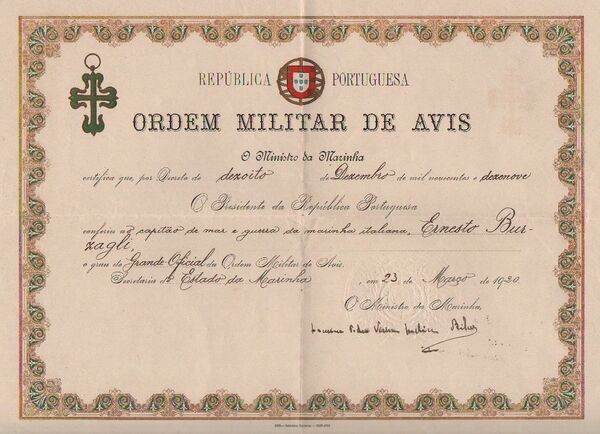 REPÚBLICA PORTUGUESA
ORDEM MILITAR DE AVIS
O Ministro da Marinha
certifica que, por Decreto de dezoito de Dezembro de mil novecentos e dezenove
O Presidente da República Portuguesa
conferiu ao capitão de mar e guerra da marinha italiana, Ernesto Bur-
zagli,
o grau de Grande Oficial da Ordem Militar de Avis.
Secretaria de Estado da Marinha, em 23 de Março de 1920.
O Ministro da Marinha,